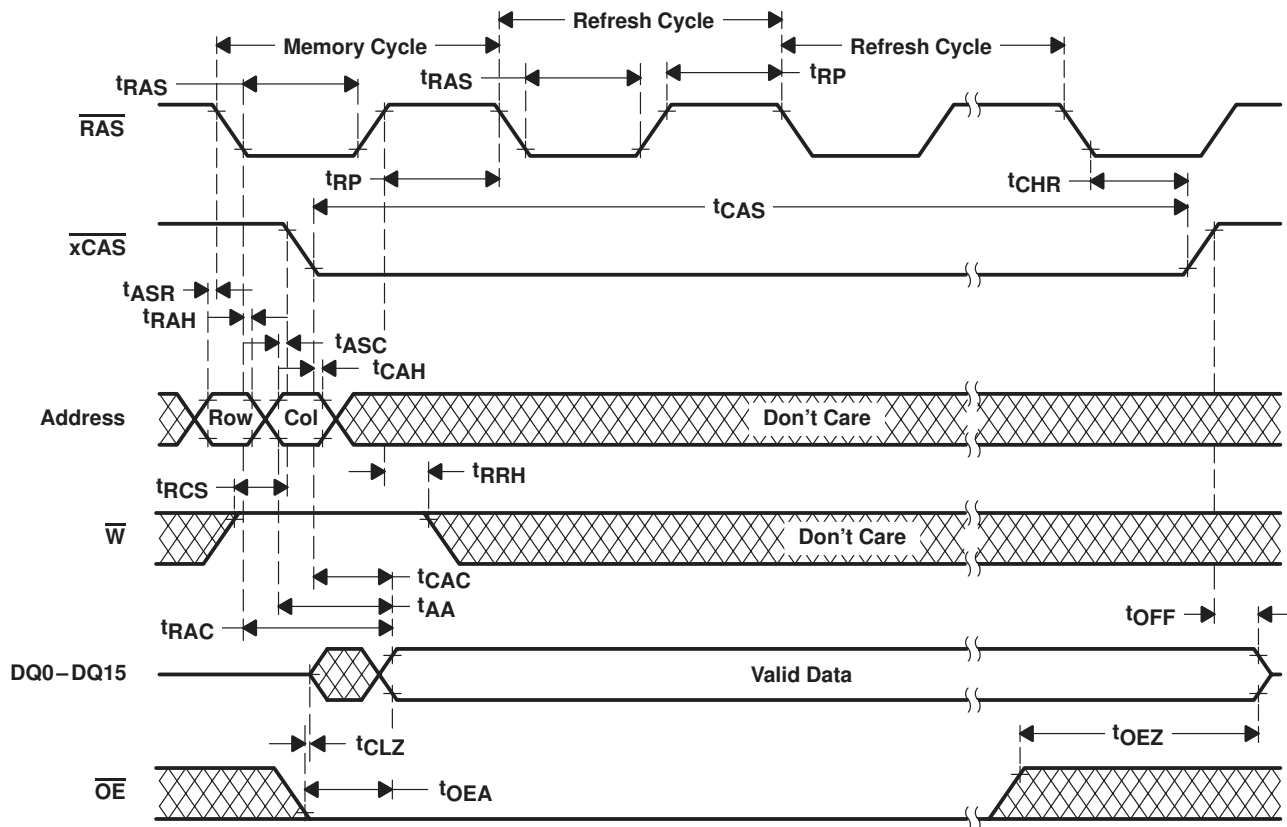 Refresh Cycle
Memory Cycle
Refresh Cycle
tRAS
tRAS
tRP
RAS
tRP
tCHR
tCAS
xCAS
tASR
tRAH
tASC
tCAH
Address
Row
Col
Don't Care
tRRH
tRCS
W
Don't Care
tCAC
tAA
tOFF
tRAC
DQ0–DQ15
Valid Data
tCLZ
tOEZ
OE
tOEA